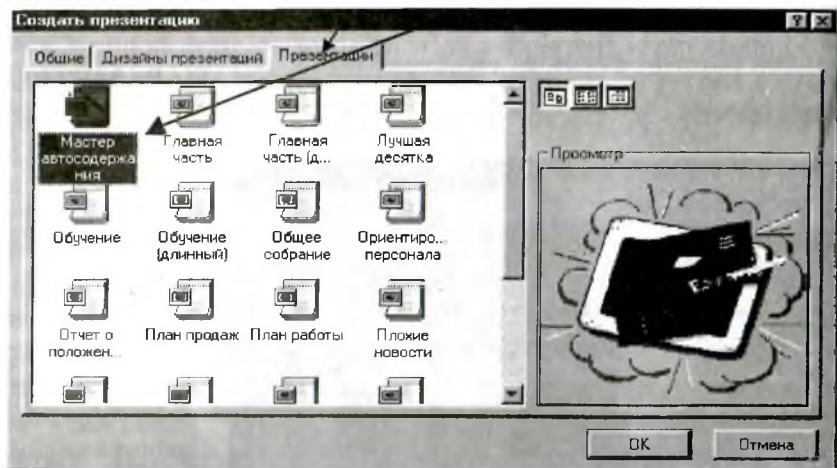 Создать презентацию
Общие Дизайны презентаций Презентации
Мастер
автосодержа
ния
Главная
часть
Главная
часть (д...
Лучшая
десятка
Просмотр
Обучение
Обучение
(длинный)
Общее
собрание
Ориентиро...
персонала
Отчет о
положен...
План продаж
План работы
Плохие
новости
OK
Отмена